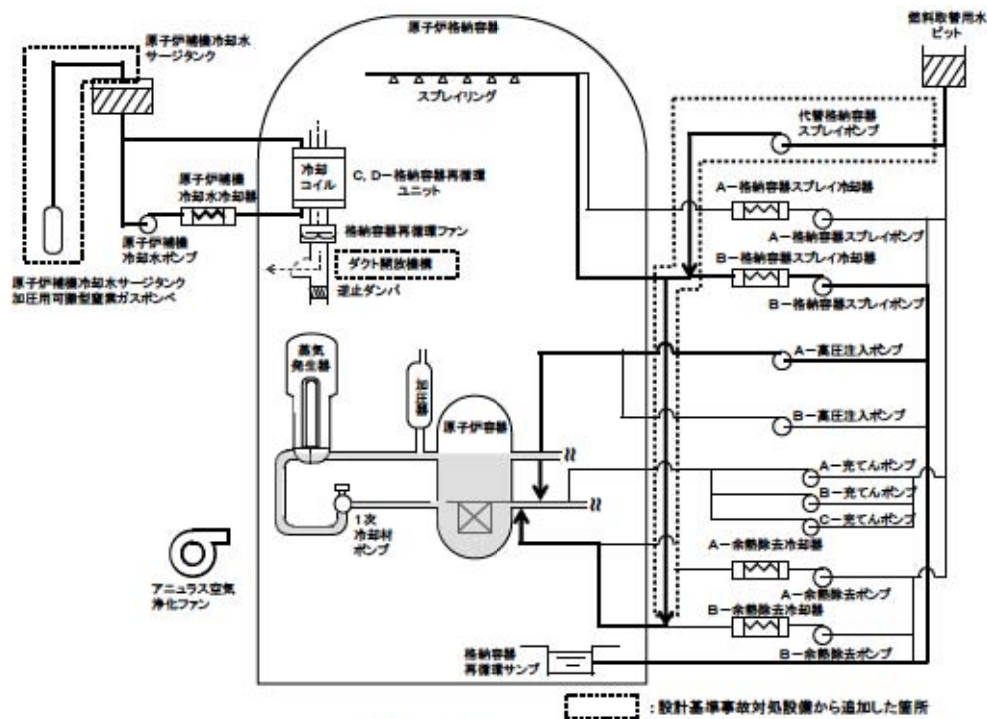 原子炉補機冷却水
サージタンク
原子炉格納容器
燃料取替用水
ピット
スプレイリング
代替格納容器
スプレイポンプ
冷却
コイル
C, D－格納容器再循環
ユニット
原子炉補機
冷却水冷却器
A－格納容器スプレイ冷却器
A－格納容器スプレイポンプ
格納容器再循環ファン
原子炉補機
冷却水ポンプ
ダクト開放機構
B－格納容器スプレイ冷却器
B－格納容器スプレイポンプ
原子炉補機冷却水サージタンク
加圧用可搬型窒素ガスボンベ
逆止ダンパ
蒸気
発生器
加圧器
原子炉容器
A－高圧注入ポンプ
B－高圧注入ポンプ
A－充てんポンプ
B－充てんポンプ
C－充てんポンプ
1次
冷却材
ポンプ
アニュラス空気
浄化ファン
A－余熱除去冷却器
A－余熱除去ポンプ
B－余熱除去冷却器
B－余熱除去ポンプ
格納容器
再循環サンプ
：設計基準事故対処設備から追加した箇所